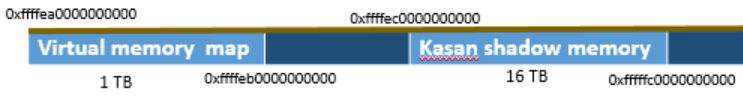 0xffffea0000000000
0xffffec0000000000
Virtual memory map
Kasan shadow memory
1 TB
0xffffeb0000000000
16 TB
0xfffffc0000000000